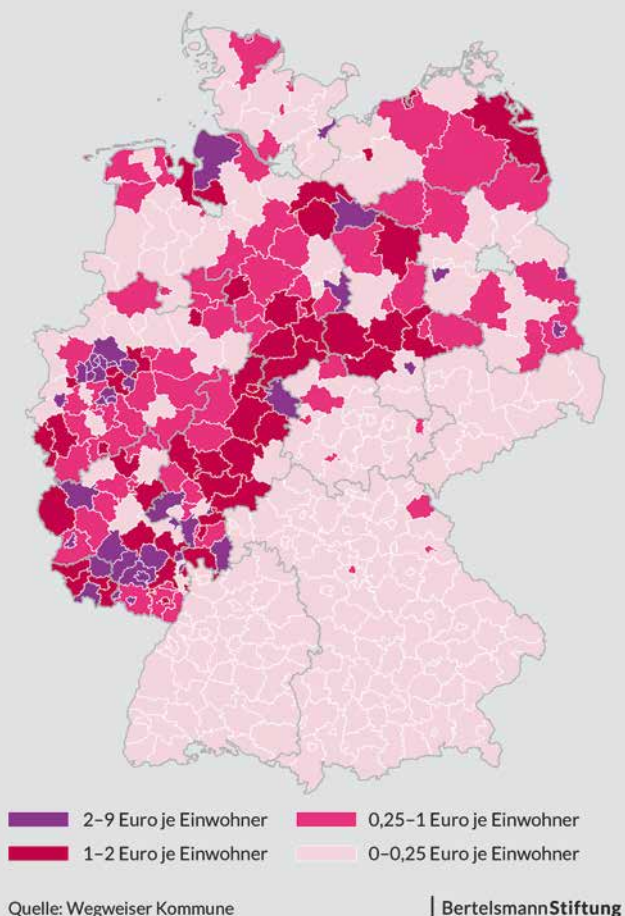 2–9 Euro je Einwohner
0,25–1 Euro je Einwohner
1–2 Euro je Einwohner
0–0,25 Euro je Einwohner
Quelle: Wegweiser Kommune
| BertelsmannStiftung